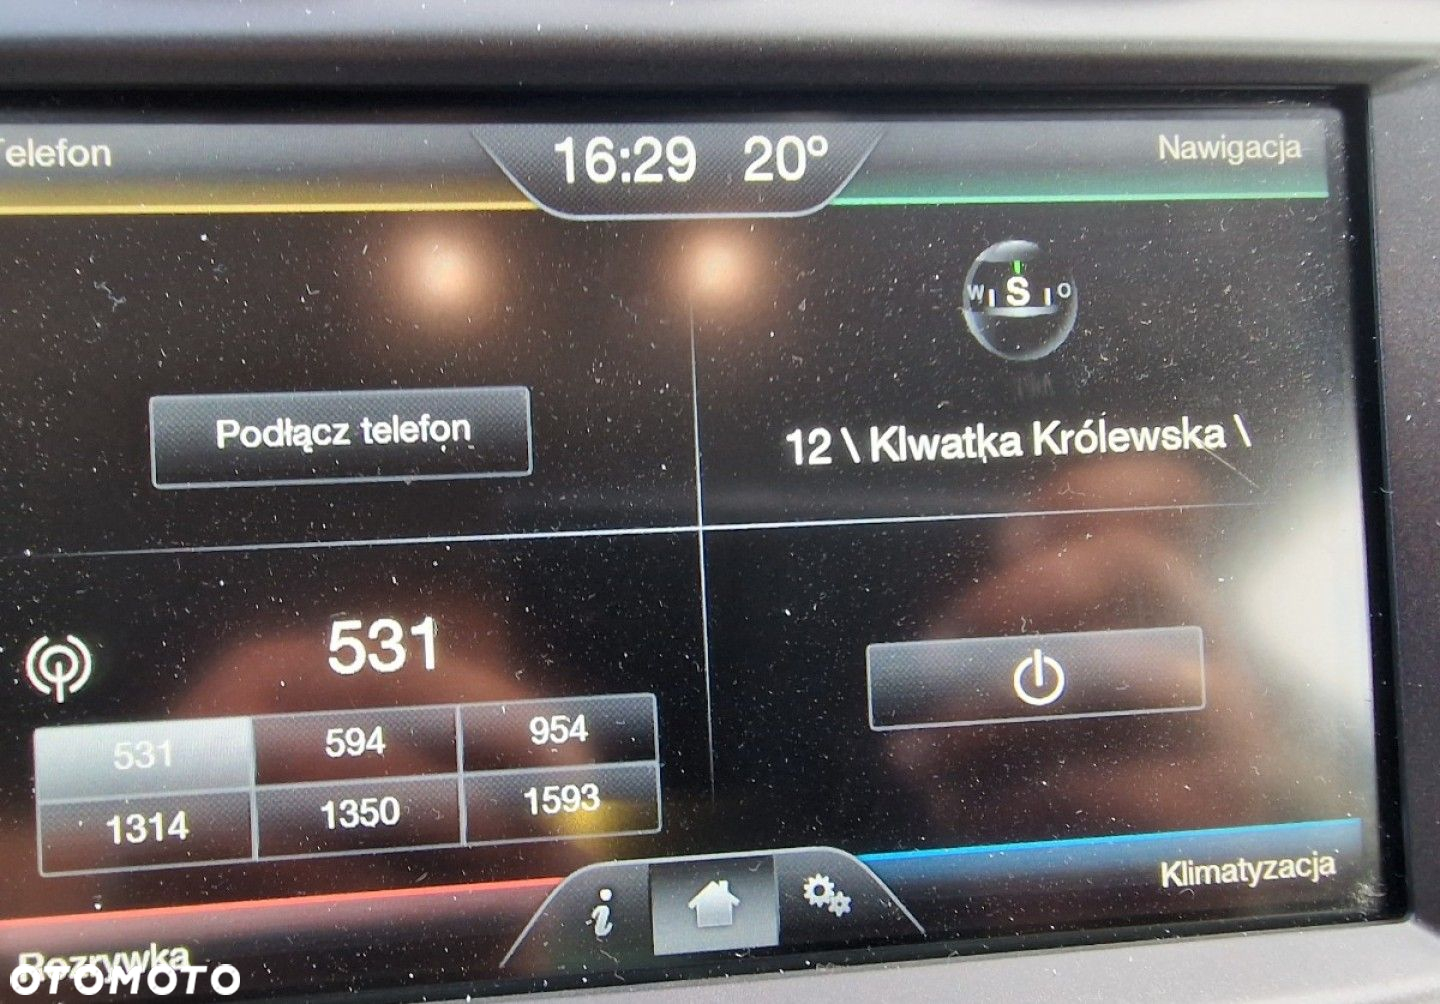 Telefon
16:29 20°
Nawigacja
W S O
Podłącz telefon
12 \ Klwatka Królewska \
531
531 594 954
1314 1350 1593
Klimatyzacja
Rozrywka
OTOMOTO